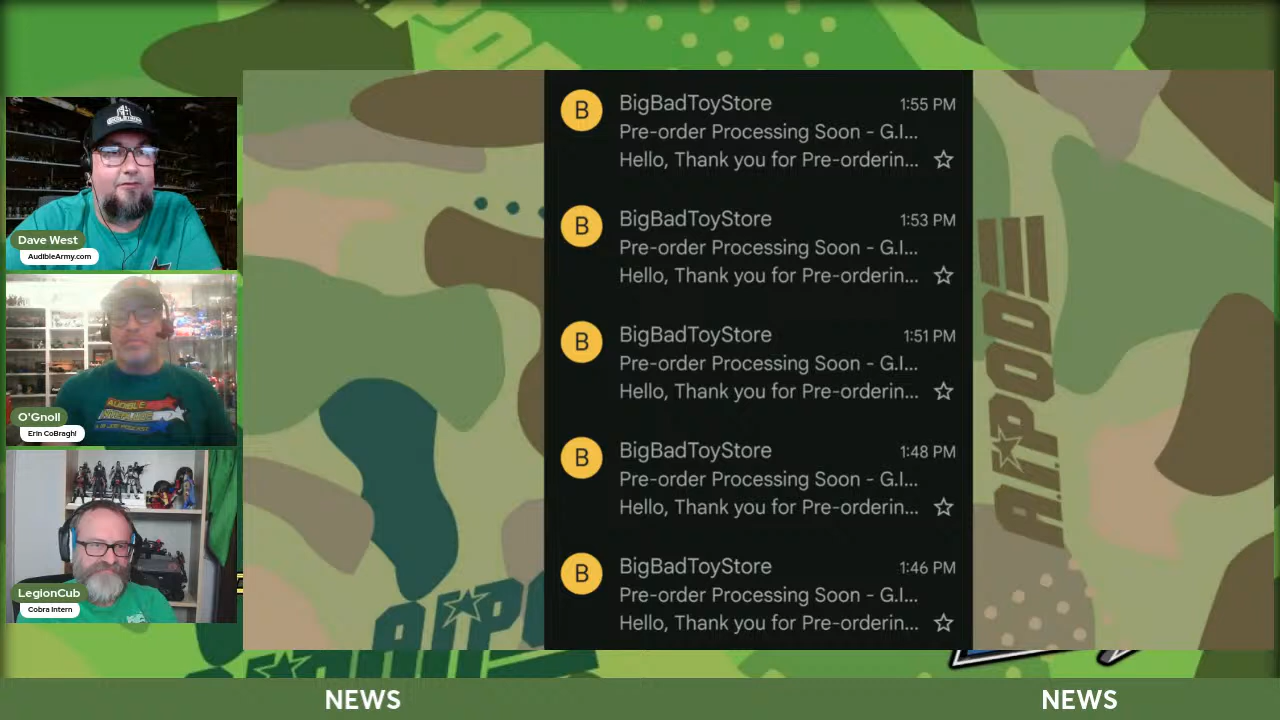 Dave West
AudibleArmy.com
O'Gnoll
Erin CoBraghl
LegionCub
Cobra Intern
B
BigBadToyStore
1:55 PM
Pre-order Processing Soon - G.I...
Hello, Thank you for Pre-orderin...
B
BigBadToyStore
1:53 PM
Pre-order Processing Soon - G.I...
Hello, Thank you for Pre-orderin...
B
BigBadToyStore
1:51 PM
Pre-order Processing Soon - G.I...
Hello, Thank you for Pre-orderin...
B
BigBadToyStore
1:48 PM
Pre-order Processing Soon - G.I...
Hello, Thank you for Pre-orderin...
B
BigBadToyStore
1:46 PM
Pre-order Processing Soon - G.I...
Hello, Thank you for Pre-orderin...
A.I.POD
NEWS
NEWS